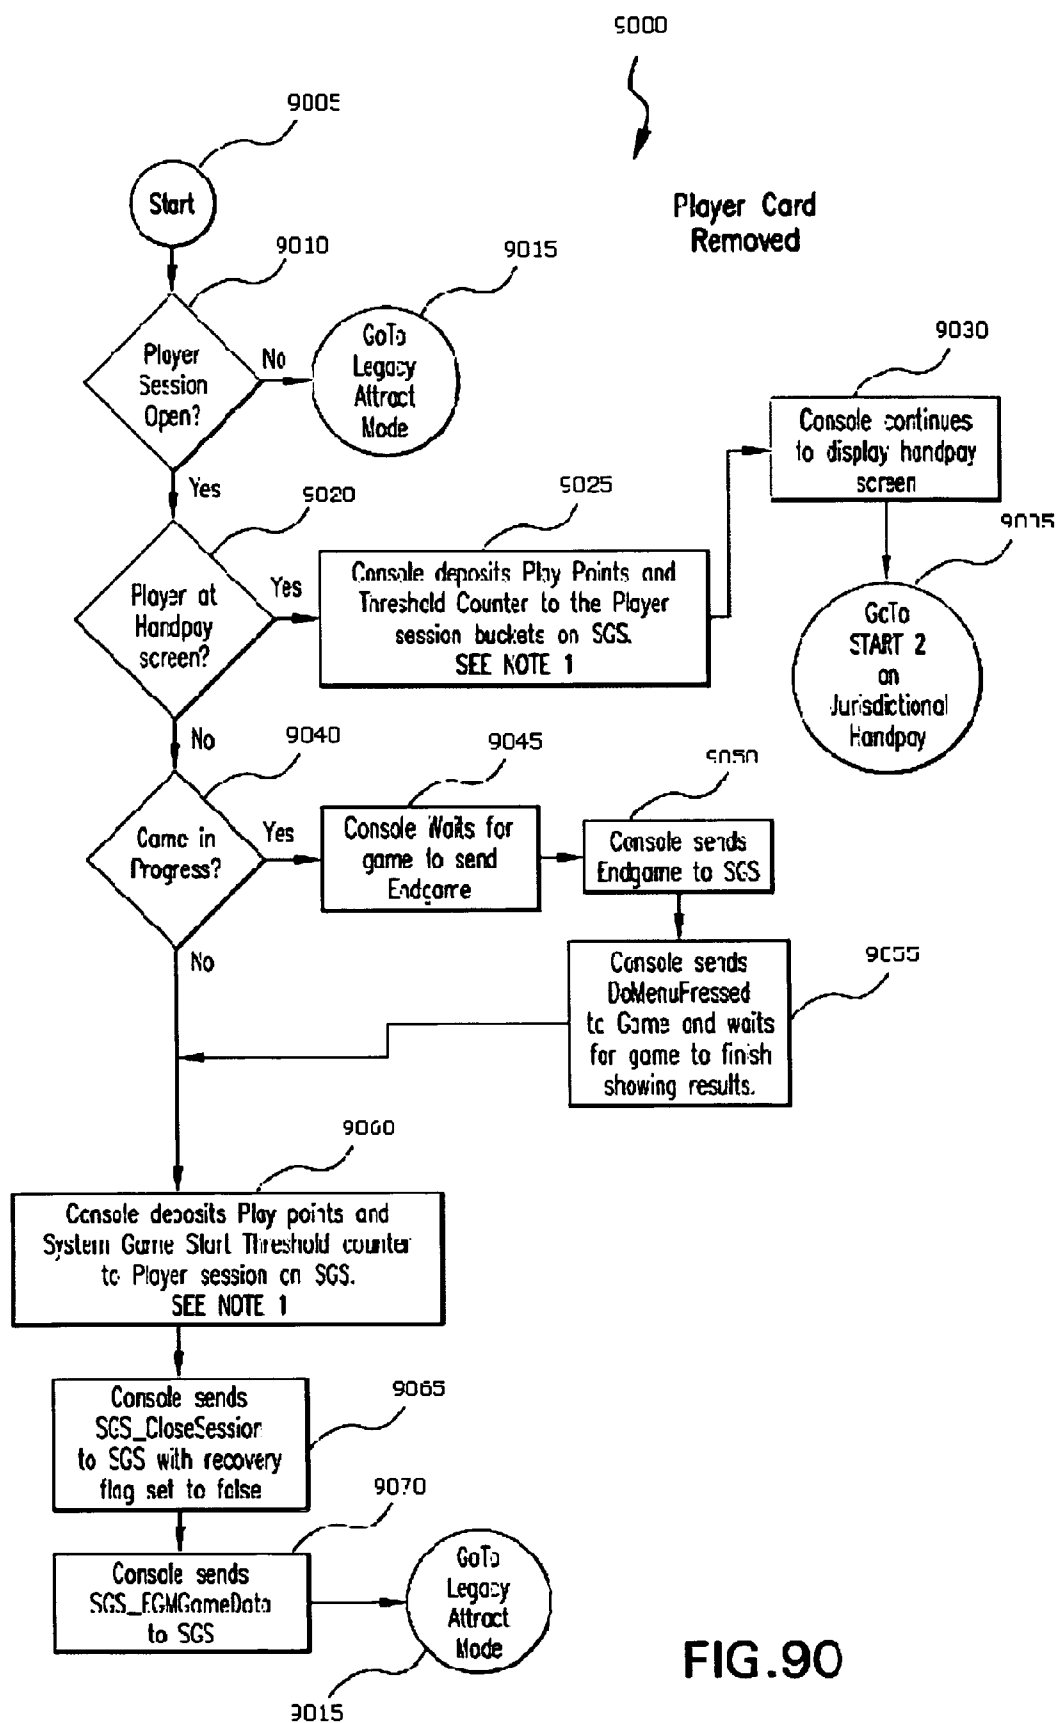 9000
Player Card
Removed
9005
Start
9010
Player
Session
Open?
No
9015
GoTo
Legacy
Attract
Mode
Yes
9020
Player at
Handpay
screen?
Yes
9025
Console deposits Play Points and
Threshold Counter to the Player
session buckets on SGS.
SEE NOTE 1
9030
Console continues
to display handpay
screen
GoTo
START 2
on
Jurisdictional
Handpay
No
9040
Game in
Progress?
Yes
9045
Console Waits for
game to send
Endgame
9050
Console sends
Endgame to SGS
9055
Console sends
DoMenuPressed
to Game and waits
for game to finish
showing results.
No
9060
Console deposits Play points and
System Game Start Threshold counter
to Player session on SGS.
SEE NOTE 1
9065
Console sends
SGS_CloseSession
to SGS with recovery
flag set to false
9070
Console sends
SGS_EGMGameData
to SGS
GoTo
Legacy
Attract
Mode
9015
FIG.90